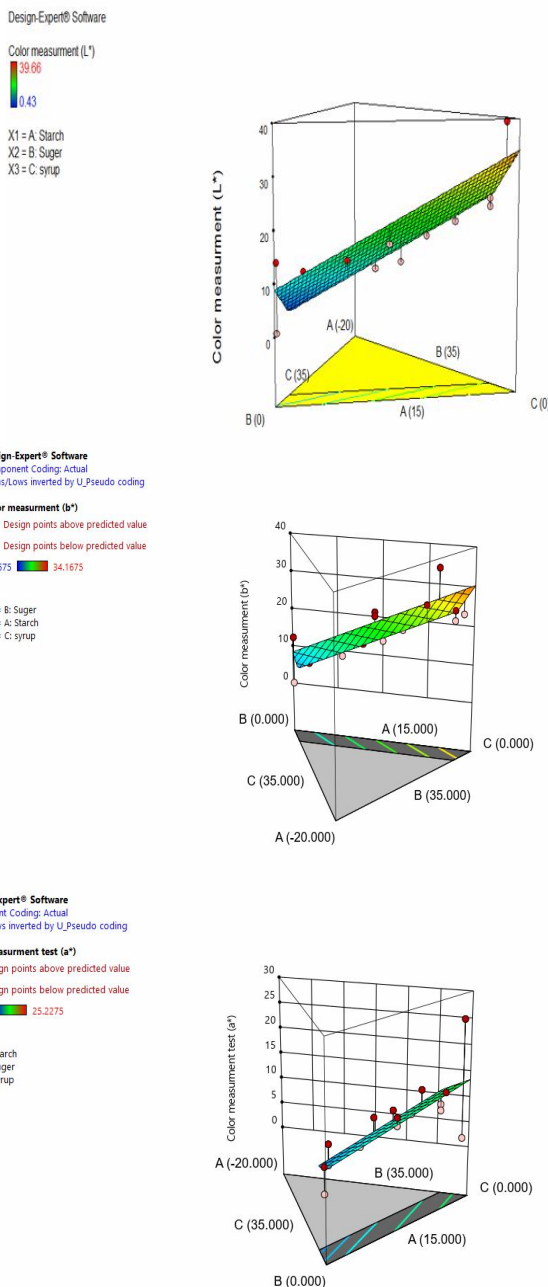 Design-Expert® Software
Color measurment (L*)
39.66
0.43
X1 = A: Starch
X2 = B: Suger
X3 = C: syrup
Color measurment (L*)
40
30
20
10
0
A (-20)
B (35)
C (35)
B (0)
A (15)
C (0
ign-Expert® Software
ponent Coding: Actual
hs/Lows inverted by U_Pseudo coding
or measurment (b*)
Design points above predicted value
Design points below predicted value
575 34.1675
= B: Suger
= A: Starch
= C: syrup
Color measurment (b*)
40
30
20
10
0
B (0.000)
A (15.000)
C (0.000)
C (35.000)
B (35.000)
A (-20.000)
xpert® Software
nt Coding: Actual
ws inverted by U_Pseudo coding
easurment test (a*)
gn points above predicted value
gn points below predicted value
25.2275
arch
uger
rup
Color measurment test (a*)
30
25
20
15
10
5
0
A (-20.000)
B (35.000)
C (0.000)
C (35.000)
A (15.000)
B (0.000)